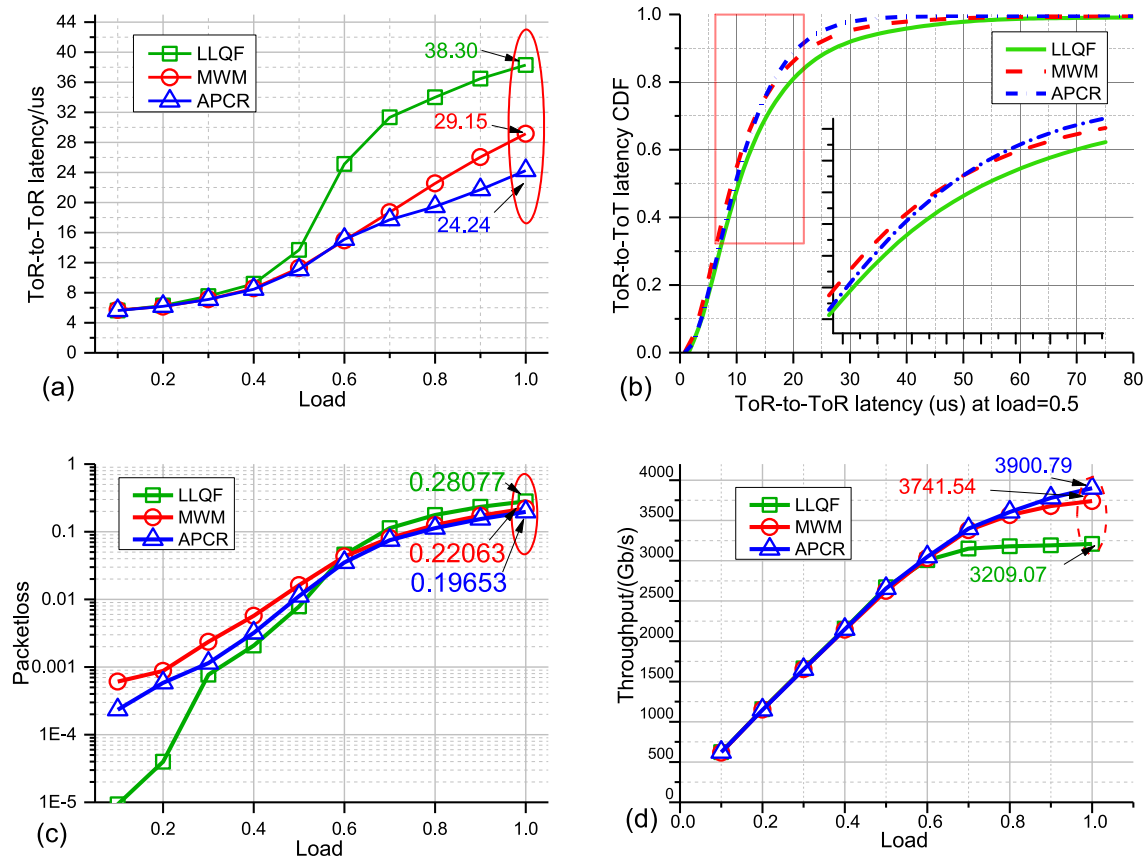 44
40
36
32
28
24
20
16
12
8
4
0
ToR-to-ToR latency/us
LLQF
MWM
APCR
38.30
29.15
24.24
0.2
0.4
0.6
0.8
1.0
Load
(a)
1.0
0.8
0.6
0.4
0.2
0.0
ToR-to-ToT latency CDF
LLQF
MWM
APCR
0
10
20
30
40
50
60
70
80
ToR-to-ToR latency (us) at load=0.5
(b)
1
0.1
0.01
0.001
1E-4
1E-5
Packetloss
LLQF
MWM
APCR
0.28077
0.22063
0.19653
0.2
0.4
0.6
0.8
1.0
Load
(c)
4000
3500
3000
2500
2000
1500
1000
500
0
Throughput/(Gb/s)
LLQF
MWM
APCR
3900.79
3741.54
3209.07
0.0
0.2
0.4
0.6
0.8
1.0
Load
(d)